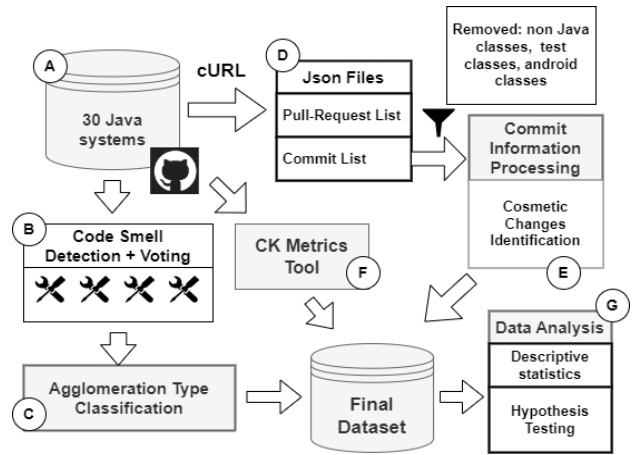 A
30 Java
systems
cURL
D
Json Files
Pull-Request List
Commit List
Removed: non Java
classes, test
classes, android
classes
Commit
Information
Processing
Cosmetic
Changes
Identification
E
B
Code Smell
Detection + Voting
CK Metrics
Tool
F
C
Agglomeration Type
Classification
Final
Dataset
G
Data Analysis
Descriptive
statistics
Hypothesis
Testing